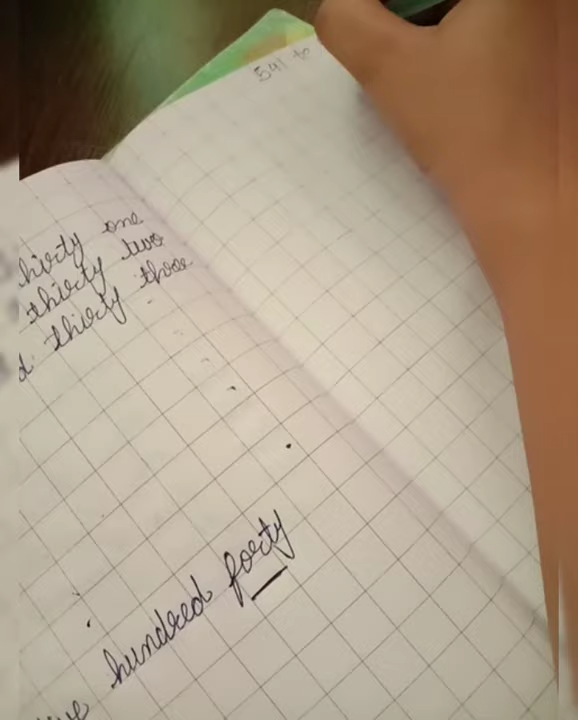 541 to
thirty one
thirty two
d thirty three
hundred forty